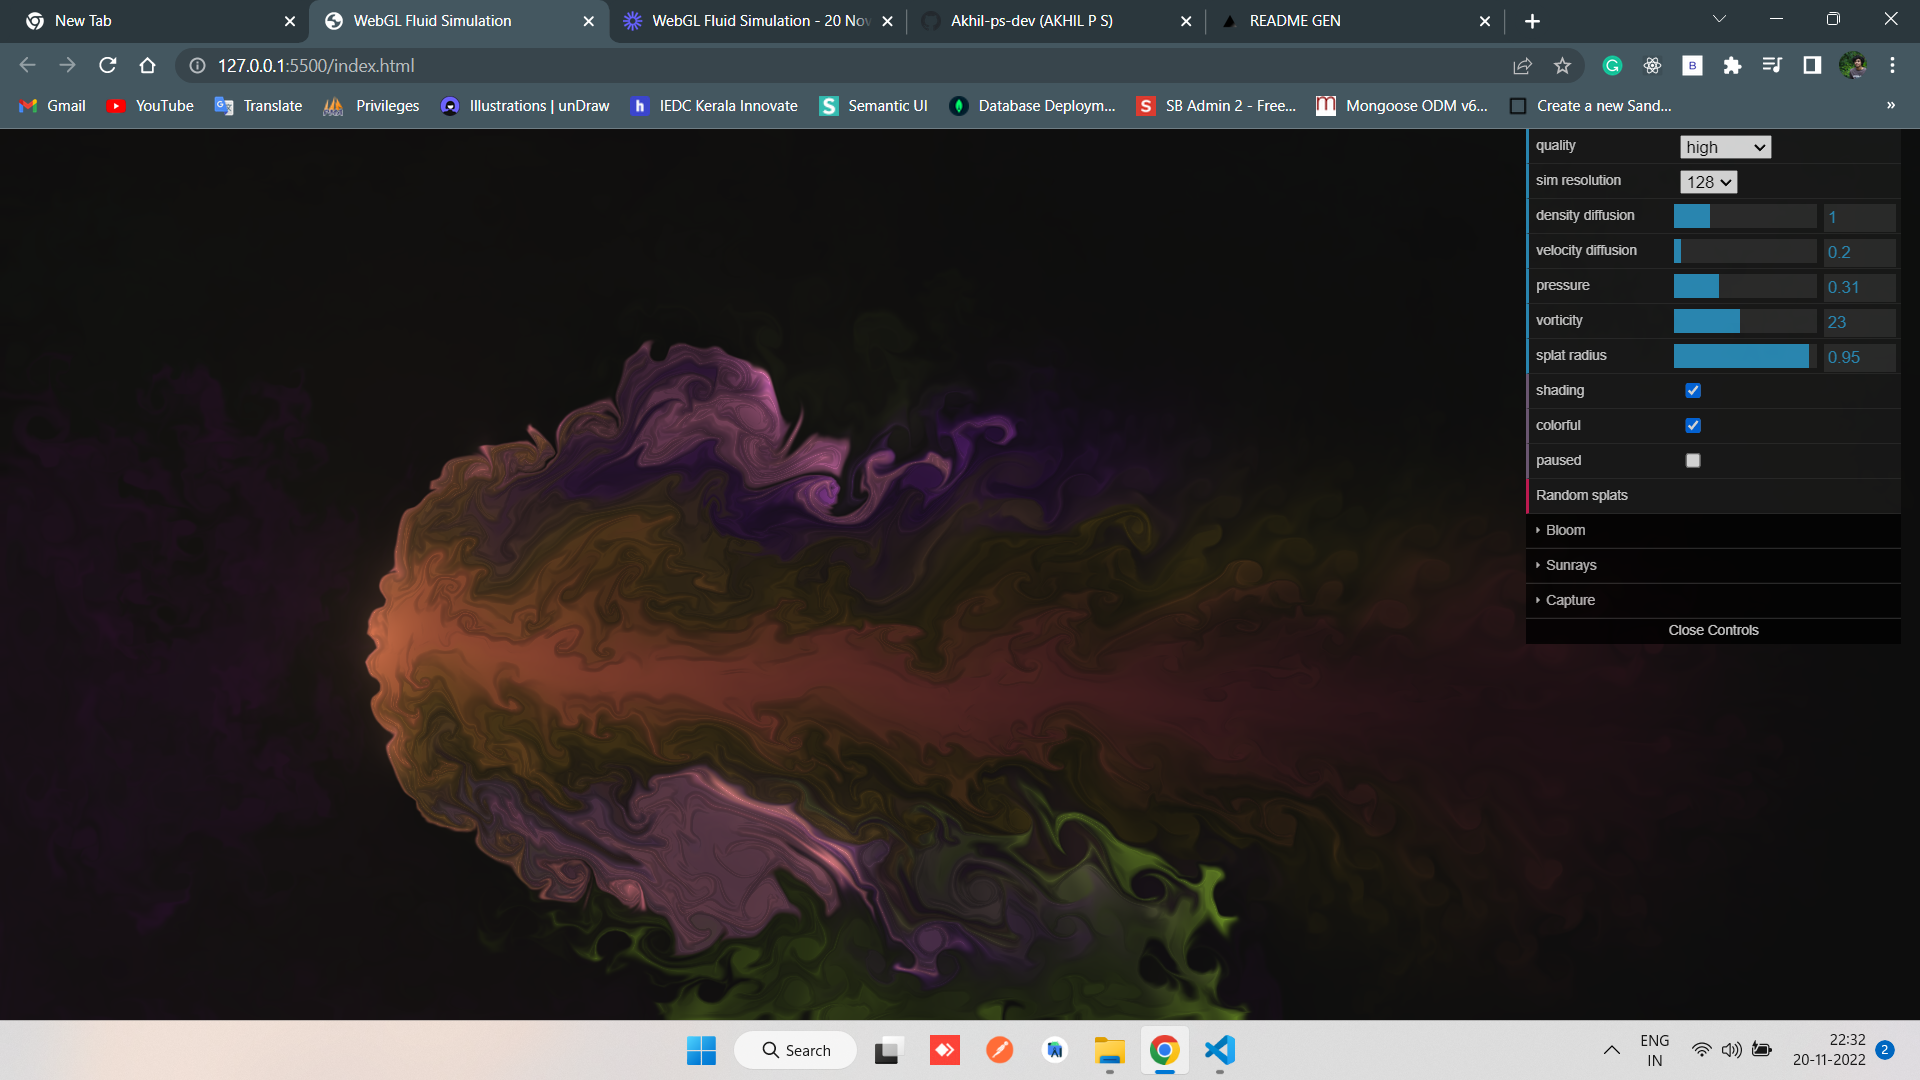 New Tab
WebGL Fluid Simulation
WebGL Fluid Simulation - 20 Nov
Akhil-ps-dev (AKHIL P S)
README GEN
127.0.0.1:5500/index.html
Gmail
YouTube
Translate
Privileges
Illustrations | unDraw
IEDC Kerala Innovate
Semantic UI
Database Deploym...
SB Admin 2 - Free...
Mongoose ODM v6...
Create a new Sand...
»
quality high
sim resolution 128
density diffusion 1
velocity diffusion 0.2
pressure 0.31
vorticity 23
splat radius 0.95
shading
colorful
paused
Random splats
Bloom
Sunrays
Capture
Close Controls
Search
ENG
IN
22:32
20-11-2022
2